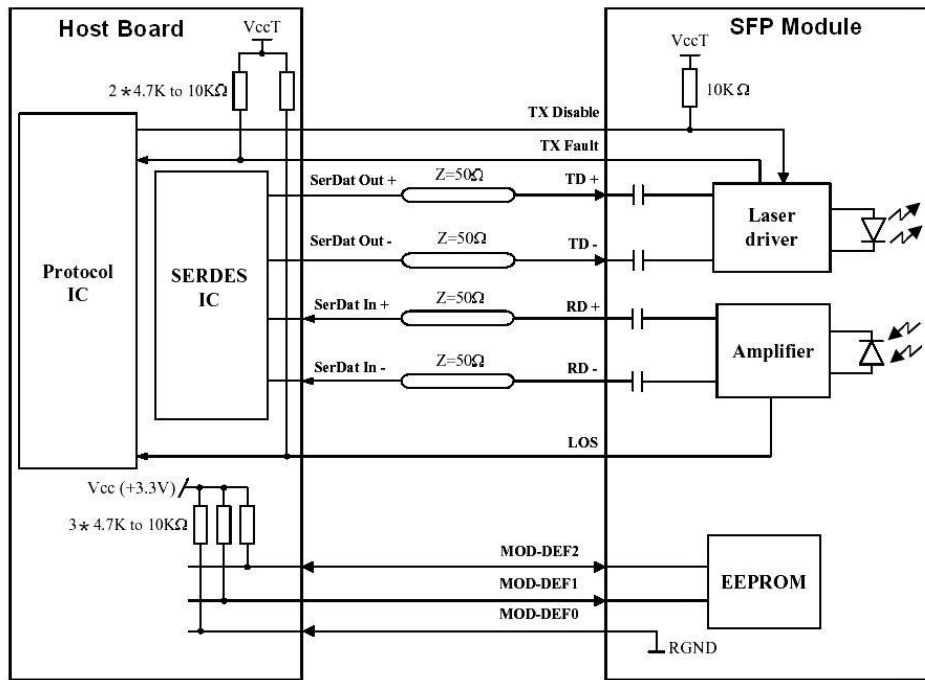 Host Board
SFP Module
VccT
VccT
2*4.7K to 10KΩ
10KΩ
TX Disable
TX Fault
SerDat Out +
Z=50Ω
TD +
Laser driver
SerDat Out -
Z=50Ω
TD -
Protocol IC
SERDES IC
SerDat In +
Z=50Ω
RD +
Amplifier
SerDat In -
Z=50Ω
RD -
LOS
Vcc (+3.3V)
3*4.7K to 10KΩ
MOD-DEF2
EEPROM
MOD-DEF1
MOD-DEF0
RGND